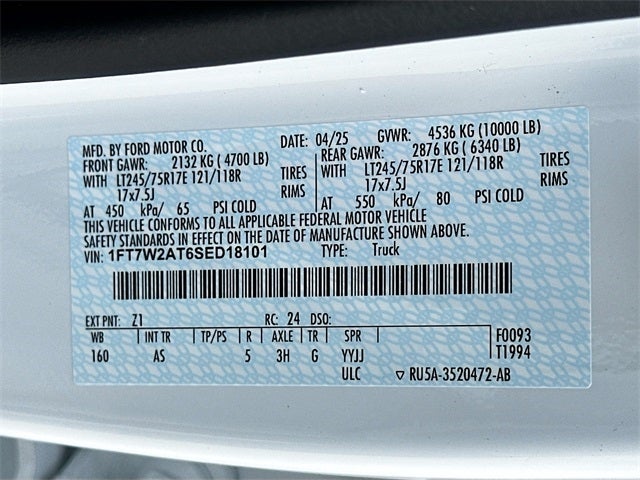 MFD. BY FORD MOTOR CO. DATE: 04/25 GVWR: 4536 KG (10000 LB)
FRONT GAWR: 2132 KG ( 4700 LB) REAR GAWR: 2876 KG ( 6340 LB)
WITH LT245/75R17E 121/118R TIRES WITH LT245/75R17E 121/118R TIRES
17x7.5J RIMS 17x7.5J RIMS
AT 450 kPa/ 65 PSI COLD AT 550 kPa/ 80 PSI COLD
THIS VEHICLE CONFORMS TO ALL APPLICABLE FEDERAL MOTOR VEHICLE
SAFETY STANDARDS IN EFFECT ON THE DATE OF MANUFACTURE SHOWN ABOVE.
VIN: 1FT7W2AT6SED18101 TYPE: Truck
EXT PNT: Z1 RC: 24 DSO:
WB INT TR TP/PS R AXLE TR SPR F0093
160 AS 5 3H G YYJJ T1994
ULC ▽ RU5A-3520472-AB